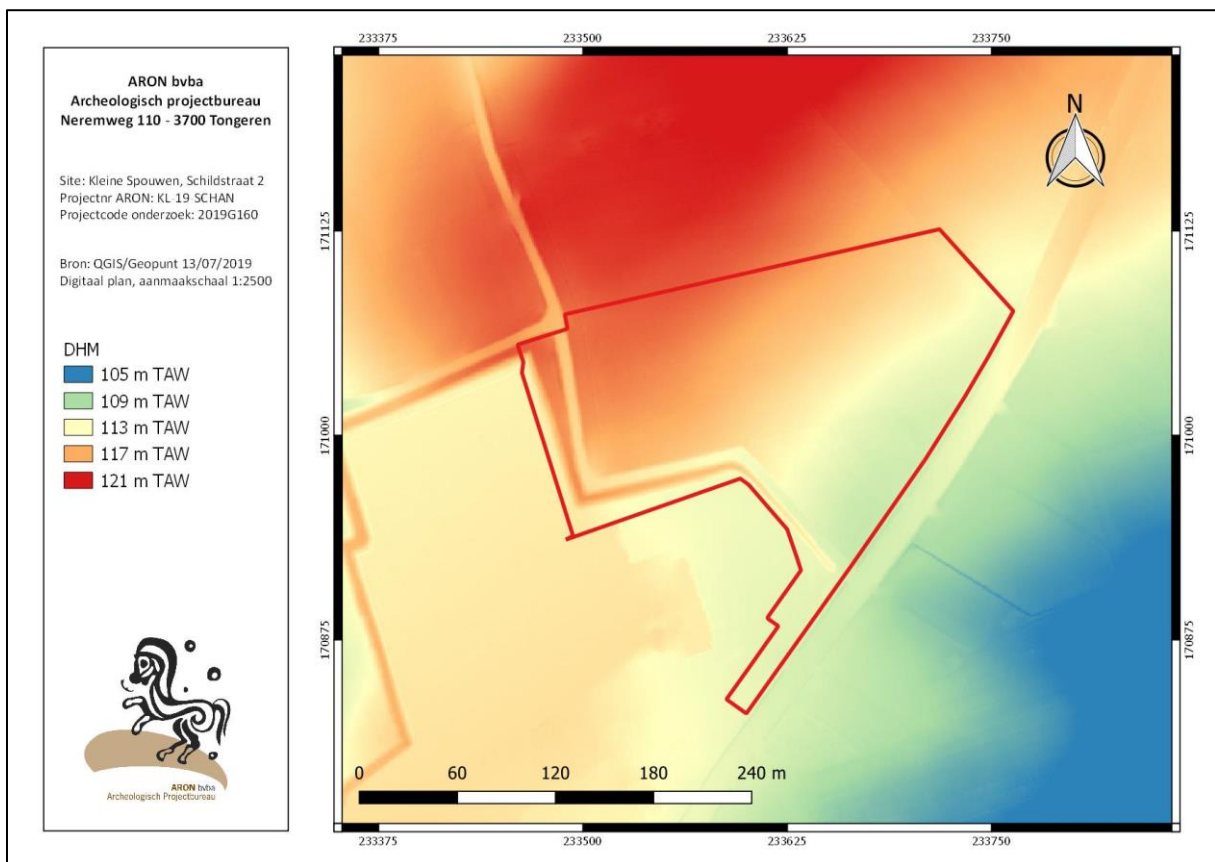 ARON bvba
Archeologisch projectbureau
Neremweg 110 - 3700 Tongeren
Site: Kleine Spouwen, Schildstraat 2
Projectnr ARON: KL-19-SCHAN
Projectcode onderzoek: 2019G160
Bron: QGIS/Geopunt 13/07/2019
Digitaal plan, aanmaakschaal 1:2500
DHM
105 m TAW
109 m TAW
113 m TAW
117 m TAW
121 m TAW
ARON bvba
Archeologisch Projectbureau
233375 233500 233625 233750
N
171125 171125
171000 171000
170875 170875
0 60 120 180 240 m
233375 233500 233625 233750